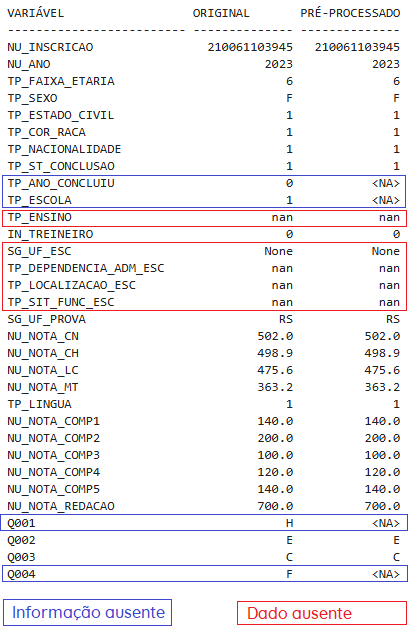 VARIÁVEL ORIGINAL PRÉ-PROCESSADO
------------------------- -------------- --------------
NU_INSCRICAO 210061103945 210061103945
NU_ANO 2023 2023
TP_FAIXA_ETARIA 6 6
TP_SEXO F F
TP_ESTADO_CIVIL 1 1
TP_COR_RACA 1 1
TP_NACIONALIDADE 1 1
TP_ST_CONCLUSAO 1 1
TP_ANO_CONCLUIU 0 <NA>
TP_ESCOLA 1 <NA>
TP_ENSINO nan nan
IN_TREINEIRO 0 0
SG_UF_ESC None None
TP_DEPENDENCIA_ADM_ESC nan nan
TP_LOCALIZACAO_ESC nan nan
TP_SIT_FUNC_ESC nan nan
SG_UF_PROVA RS RS
NU_NOTA_CN 502.0 502.0
NU_NOTA_CH 498.9 498.9
NU_NOTA_LC 475.6 475.6
NU_NOTA_MT 363.2 363.2
TP_LINGUA 1 1
NU_NOTA_COMP1 140.0 140.0
NU_NOTA_COMP2 200.0 200.0
NU_NOTA_COMP3 100.0 100.0
NU_NOTA_COMP4 120.0 120.0
NU_NOTA_COMP5 140.0 140.0
NU_NOTA_REDACAO 700.0 700.0
Q001 H <NA>
Q002 E E
Q003 C C
Q004 F <NA>
Informação ausente Dado ausente